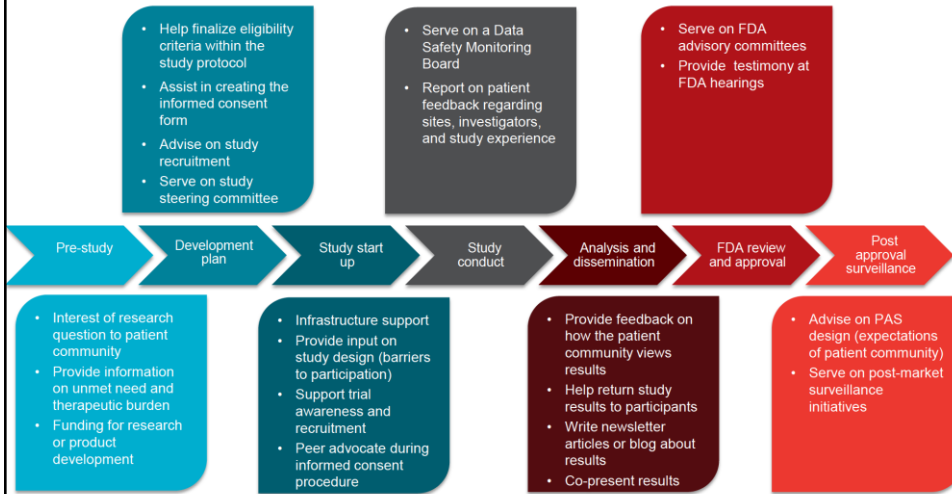 • Help finalize eligibility
criteria within the
study protocol
• Assist in creating the
informed consent
form
• Advise on study
recruitment
• Serve on study
steering committee
• Serve on a Data
Safety Monitoring
Board
• Report on patient
feedback regarding
sites, investigators,
and study experience
• Serve on FDA
advisory committees
• Provide testimony at
FDA hearings
Pre-study
Development
plan
Study start
up
Study
conduct
Analysis and
dissemination
FDA review
and approval
Post
approval
surveillance
• Interest of research
question to patient
community
• Provide information
on unmet need and
therapeutic burden
• Funding for research
or product
development
• Infrastructure support
• Provide input on
study design (barriers
to participation)
• Support trial
awareness and
recruitment
• Peer advocate during
informed consent
procedure
• Provide feedback on
how the patient
community views
results
• Help return study
results to participants
• Write newsletter
articles or blog about
results
• Co-present results
• Advise on PAS
design (expectations
of patient community)
• Serve on post-market
surveillance
initiatives